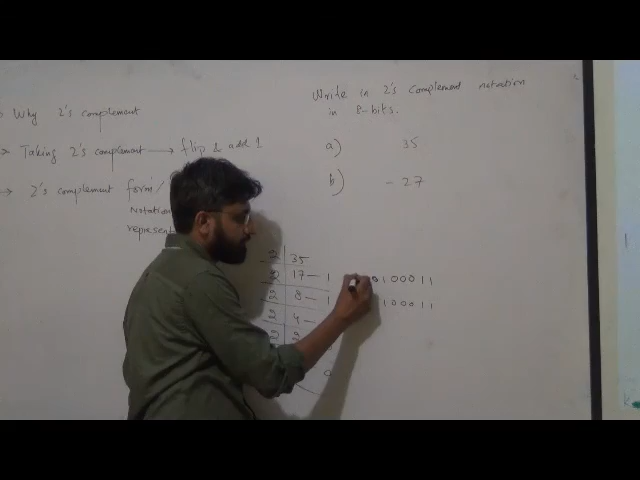 Why 2's complement
→ Taking 2's complement → flip & add 1
→ 2's complement form/
notation
represent
Write in 2's complement notation
in 8-bits.
a) 35
b) - 27
2 35
2 17 — 1
2 8 — 1
2 4 —
2 2
100011
100011